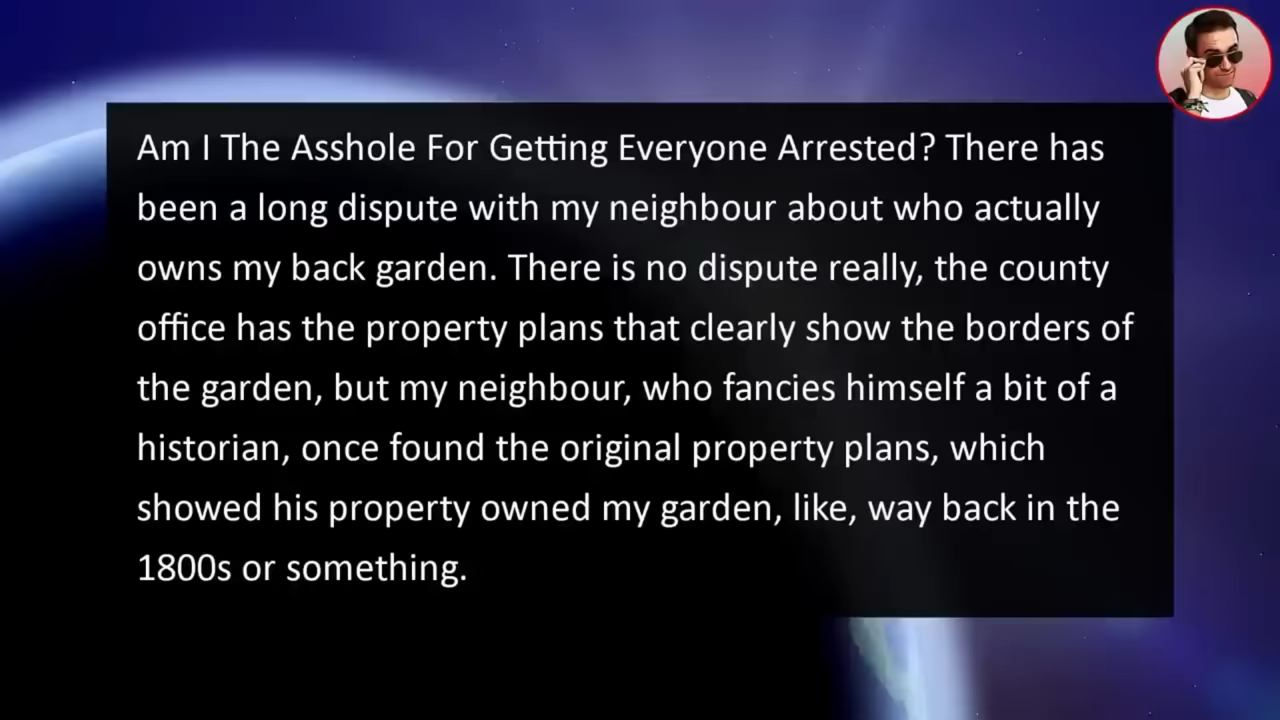 Am I The Asshole For Getting Everyone Arrested? There has
been a long dispute with my neighbour about who actually
owns my back garden. There is no dispute really, the county
office has the property plans that clearly show the borders of
the garden, but my neighbour, who fancies himself a bit of a
historian, once found the original property plans, which
showed his property owned my garden, like, way back in the
1800s or something.